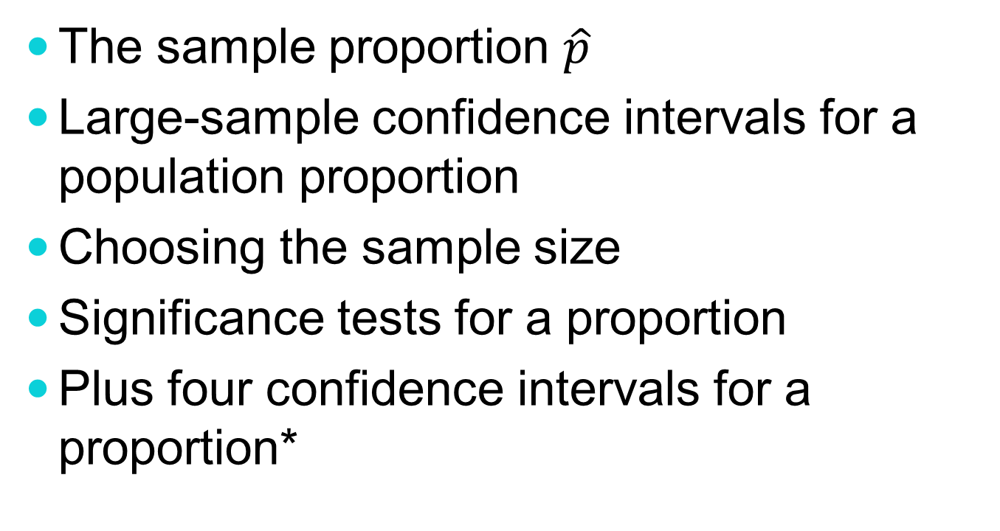 • The sample proportion p̂
• Large-sample confidence intervals for a
population proportion
• Choosing the sample size
• Significance tests for a proportion
• Plus four confidence intervals for a
proportion*